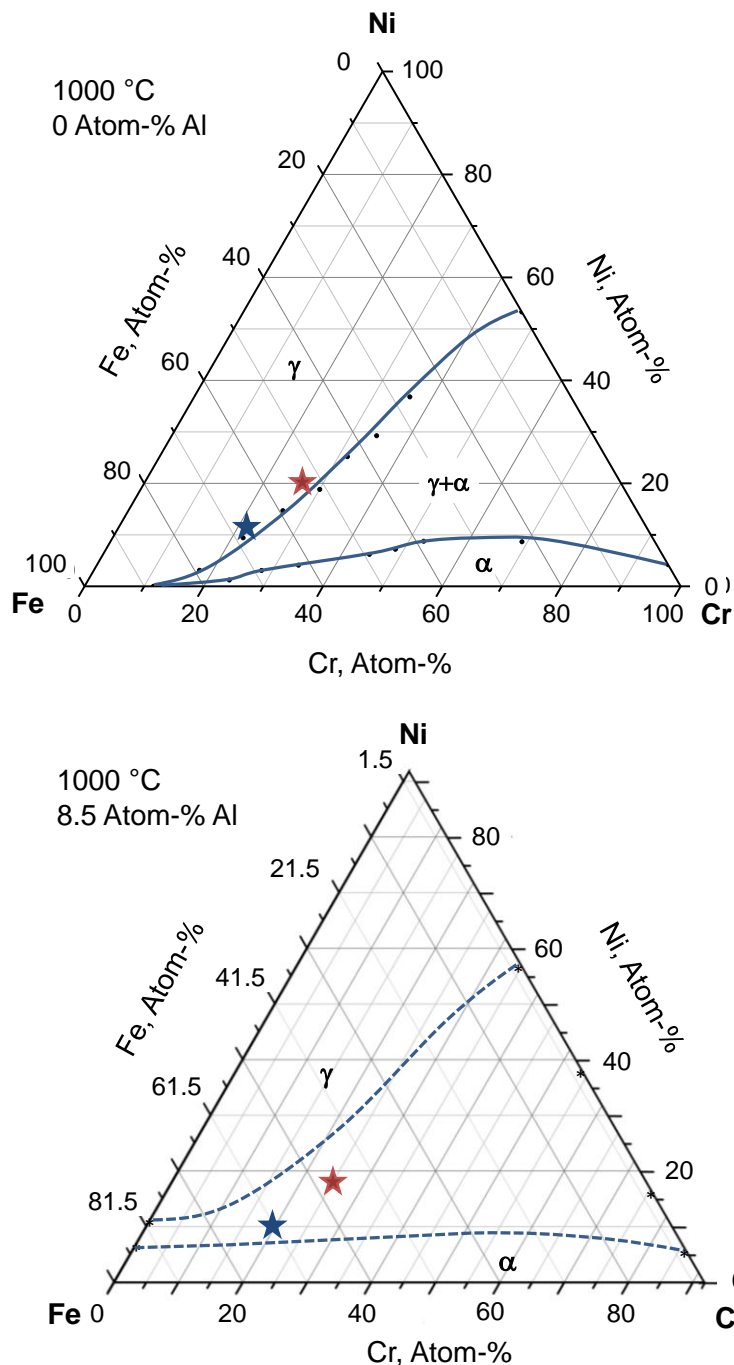 Ni
1000 °C
0 Atom-% Al
0
100
20
80
40
60
Fe, Atom-%
Ni, Atom-%
60
γ
40
80
γ+α
20
α
100
0
Fe
0
20
40
60
80
100
Cr
Cr, Atom-%
Ni
1000 °C
8.5 Atom-% Al
1.5
80
21.5
Fe, Atom-%
Ni, Atom-%
60
41.5
γ
40
61.5
20
81.5
α
Fe
0
20
40
60
80
C
Cr, Atom-%